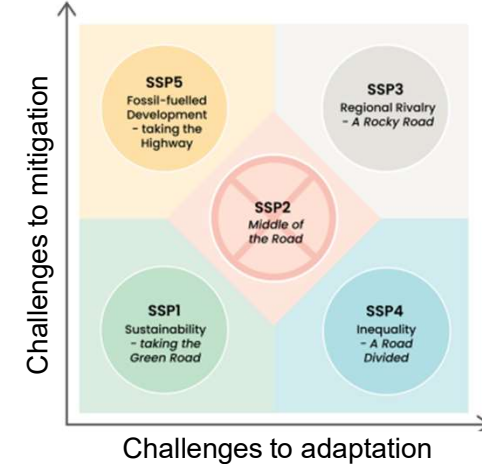 SSP5
Fossil-fuelled
Development
- taking the
Highway
SSP3
Regional Rivalry
- A Rocky Road
SSP2
Middle of
the Road
SSP1
Sustainability
- taking the
Green Road
SSP4
Inequality
- A Road
Divided
Challenges to mitigation
Challenges to adaptation